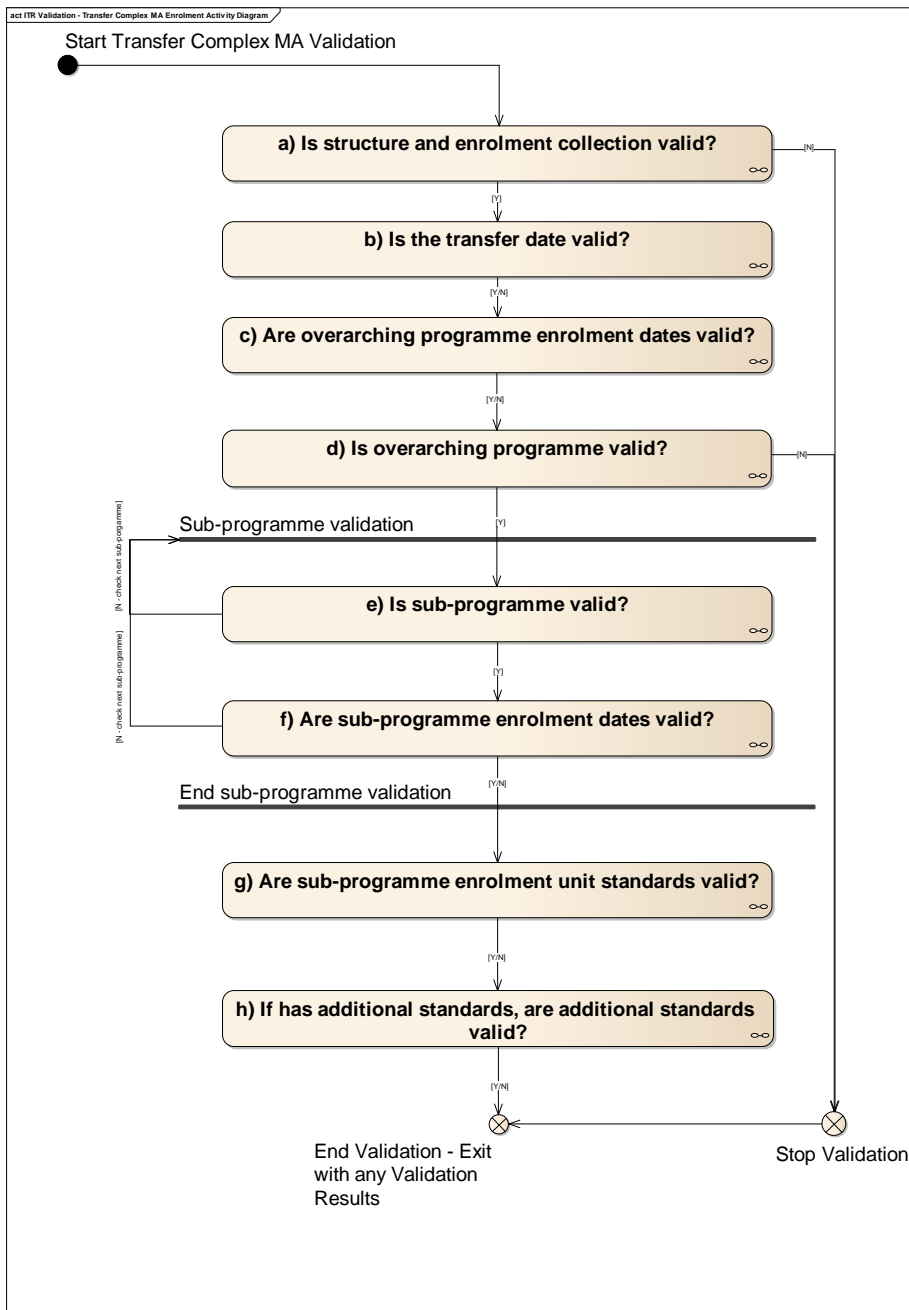 act ITR Validation - Transfer Complex MA Enrolment Activity Diagram
Start Transfer Complex MA Validation
a) Is structure and enrolment collection valid?
[N]
[Y]
b) Is the transfer date valid?
[Y/N]
c) Are overarching programme enrolment dates valid?
[Y/N]
d) Is overarching programme valid?
[N]
[Y]
Sub-programme validation
[N - check next sub-porgamme]
e) Is sub-programme valid?
[Y]
[N - check next sub-programme]
f) Are sub-programme enrolment dates valid?
[Y/N]
End sub-programme validation
g) Are sub-programme enrolment unit standards valid?
[Y/N]
h) If has additional standards, are additional standards
valid?
[Y/N]
End Validation - Exit
with any Validation
Results
Stop Validation